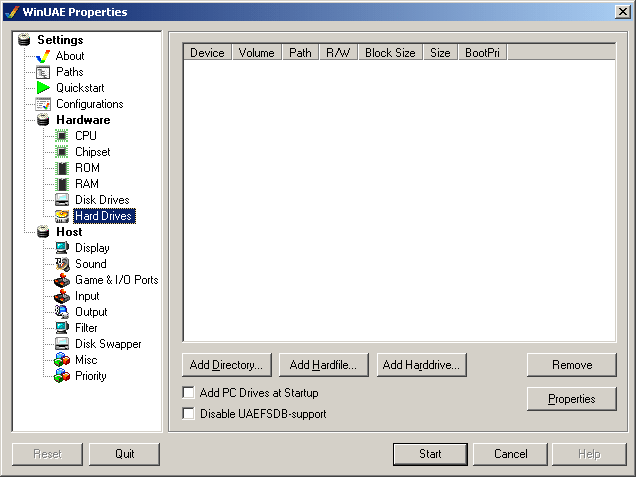 WinUAE Properties
Settings
About
Paths
Quickstart
Configurations
Hardware
CPU
Chipset
ROM
RAM
Disk Drives
Hard Drives
Host
Display
Sound
Game & I/O Ports
Input
Output
Filter
Disk Swapper
Misc
Priority
Device Volume Path R/W Block Size Size BootPri
Add Directory... Add Hardfile... Add Harddrive... Remove
Add PC Drives at Startup
Properties
Disable UAEFSDB-support
Reset Quit Start Cancel Help